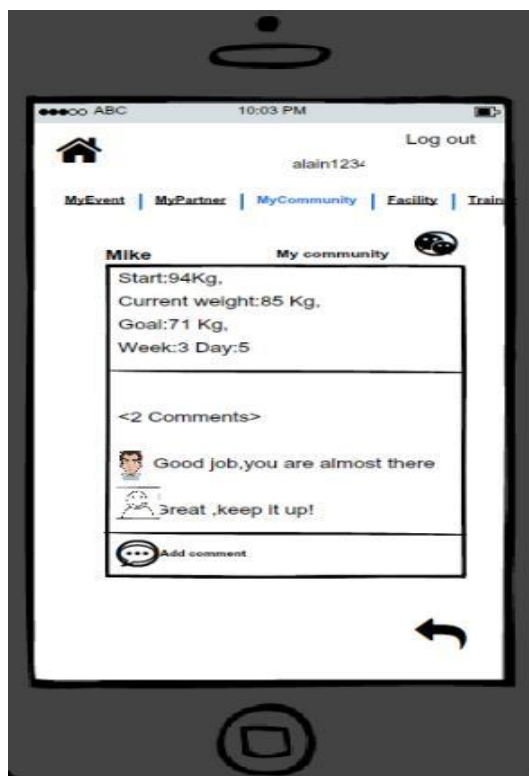 ABC 10:03 PM
Log out
alain1234
MyEvent | MyPartner | MyCommunity | Facility | Train
Mike My community
Start:94Kg,
Current weight:85 Kg,
Goal:71 Kg,
Week:3 Day:5
<2 Comments>
Good job,you are almost there
Great ,keep it up!
Add comment